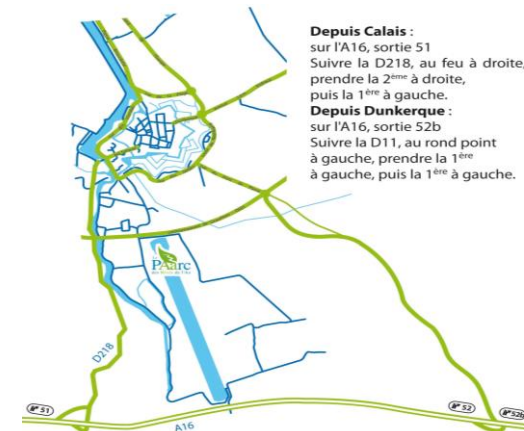 Depuis Calais :
sur l'A16, sortie 51
Suivre la D218, au feu à droite,
prendre la 2ème à droite,
puis la 1ère à gauche.
Depuis Dunkerque :
sur l'A16, sortie 52b
Suivre la D11, au rond point
à gauche, prendre la 1ère
à gauche, puis la 1ère à gauche.
PAarc
D218
N° 51
A16
N° 52
N° 52b